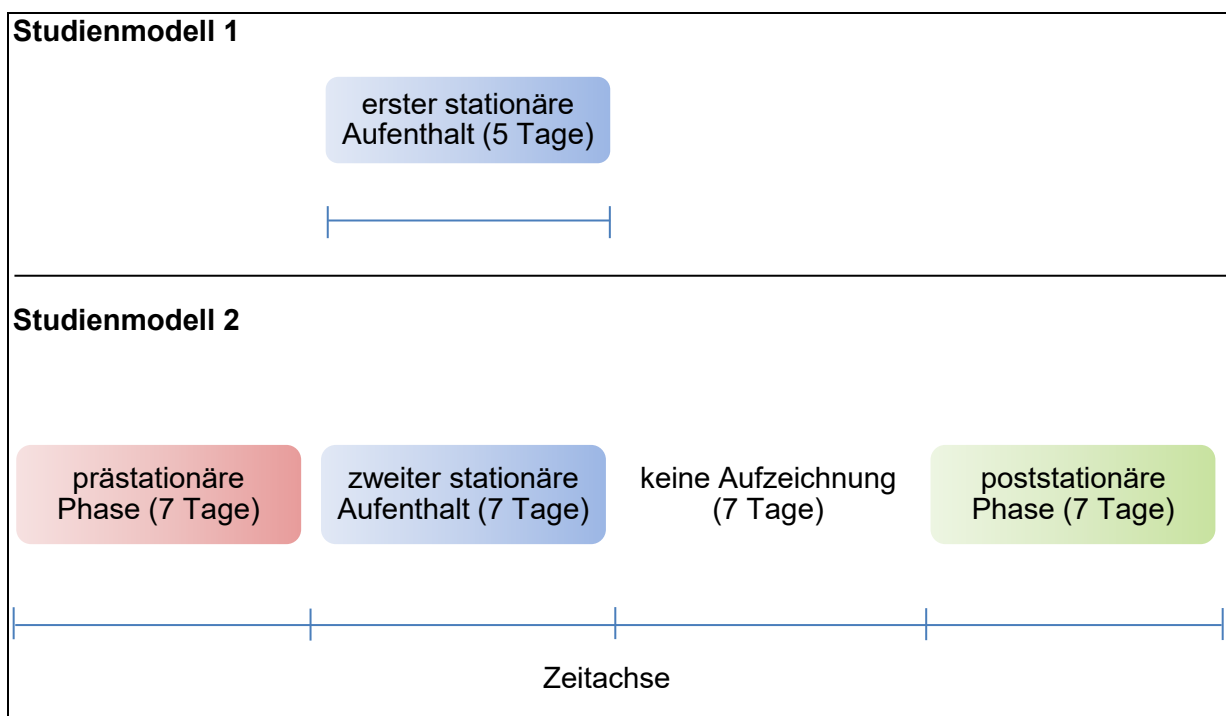 Studienmodell 1
erster stationäre
Aufenthalt (5 Tage)
Studienmodell 2
prästationäre
Phase (7 Tage)
zweiter stationäre
Aufenthalt (7 Tage)
keine Aufzeichnung
(7 Tage)
poststationäre
Phase (7 Tage)
Zeitachse